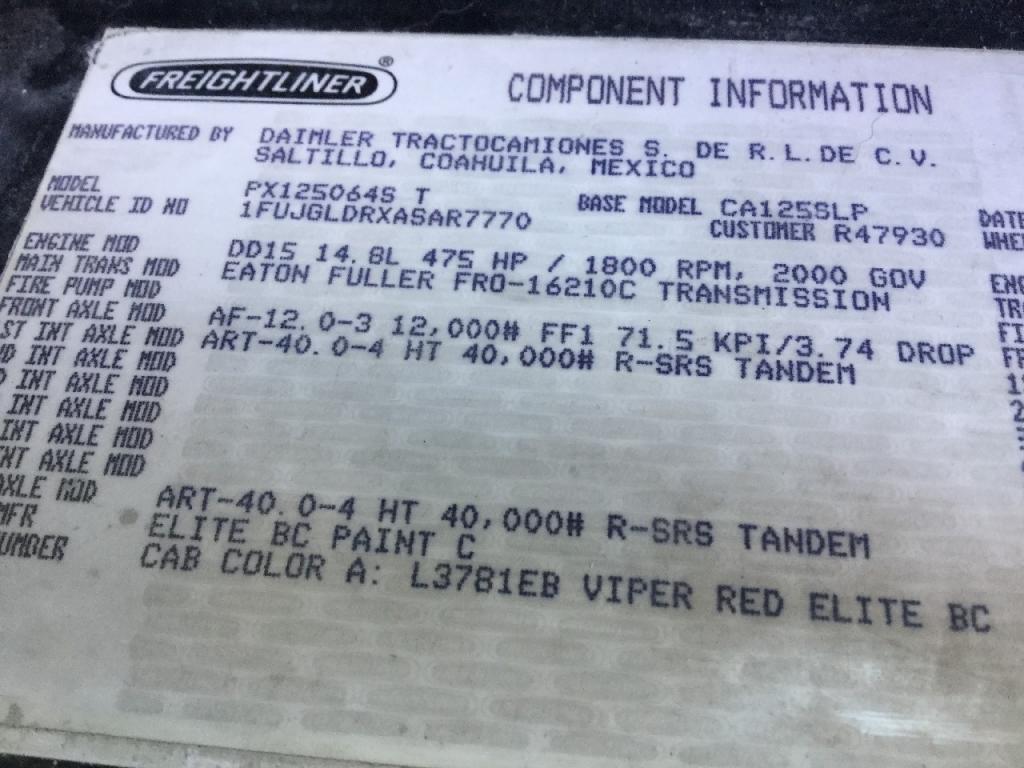 FREIGHTLINER®
COMPONENT INFORMATION
MANUFACTURED BY DAIMLER TRACTOCAMIONES S. DE R.L.DE C.V.
SALTILLO, COAHUILA, MEXICO
MODEL PX125064S T BASE MODEL CA125SLP
VEHICLE ID NO 1FUJGLDRXASAR7770 CUSTOMER R47930
ENGINE MOD DD15 14.8L 475 HP / 1800 RPM, 2000 GOV
MAIN TRANS MOD EATON FULLER FRO-16210C TRANSMISSION
FIRE PUMP MOD
FRONT AXLE MOD AF-12.0-3 12,000# FF1 71.5 KPI/3.74 DROP
ST INT AXLE MOD ART-40.0-4 HT 40,000# R-SRS TANDEM
INT AXLE MOD
INT AXLE MOD
INT AXLE MOD
INT AXLE MOD
AXLE MOD
AXLE MOD ART-40.0-4 HT 40,000# R-SRS TANDEM
MFR ELITE BC PAINT C
CAB COLOR A: L3781EB VIPER RED ELITE BC